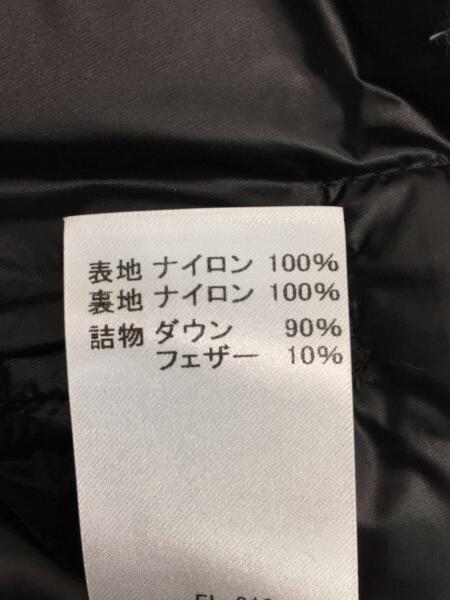 表地 ナイロン 100%
裏地 ナイロン 100%
詰物 ダウン 90%
フェザー 10%